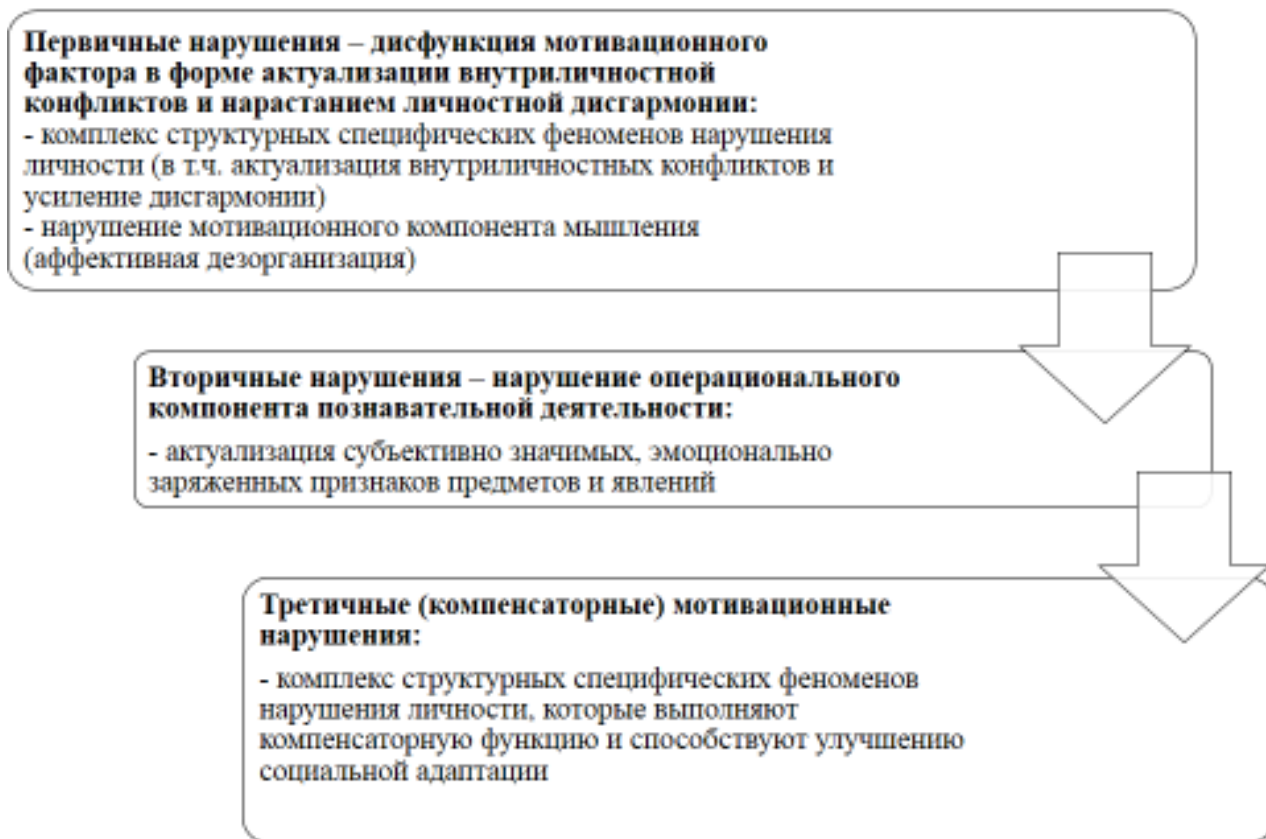 Первичные нарушения – дисфункция мотивационного
фактора в форме актуализации внутриличностной
конфликтов и нарастанием личностной дисгармонии:
- комплекс структурных специфических феноменов нарушения
личности (в т.ч. актуализация внутриличностных конфликтов и
усиление дисгармонии)
- нарушение мотивационного компонента мышления
(аффективная дезорганизация)
Вторичные нарушения – нарушение операционального
компонента познавательной деятельности:
- актуализация субъективно значимых, эмоционально
заряженных признаков предметов и явлений
Третичные (компенсаторные) мотивационные
нарушения:
- комплекс структурных специфических феноменов
нарушения личности, которые выполняют
компенсаторную функцию и способствуют улучшению
социальной адаптации